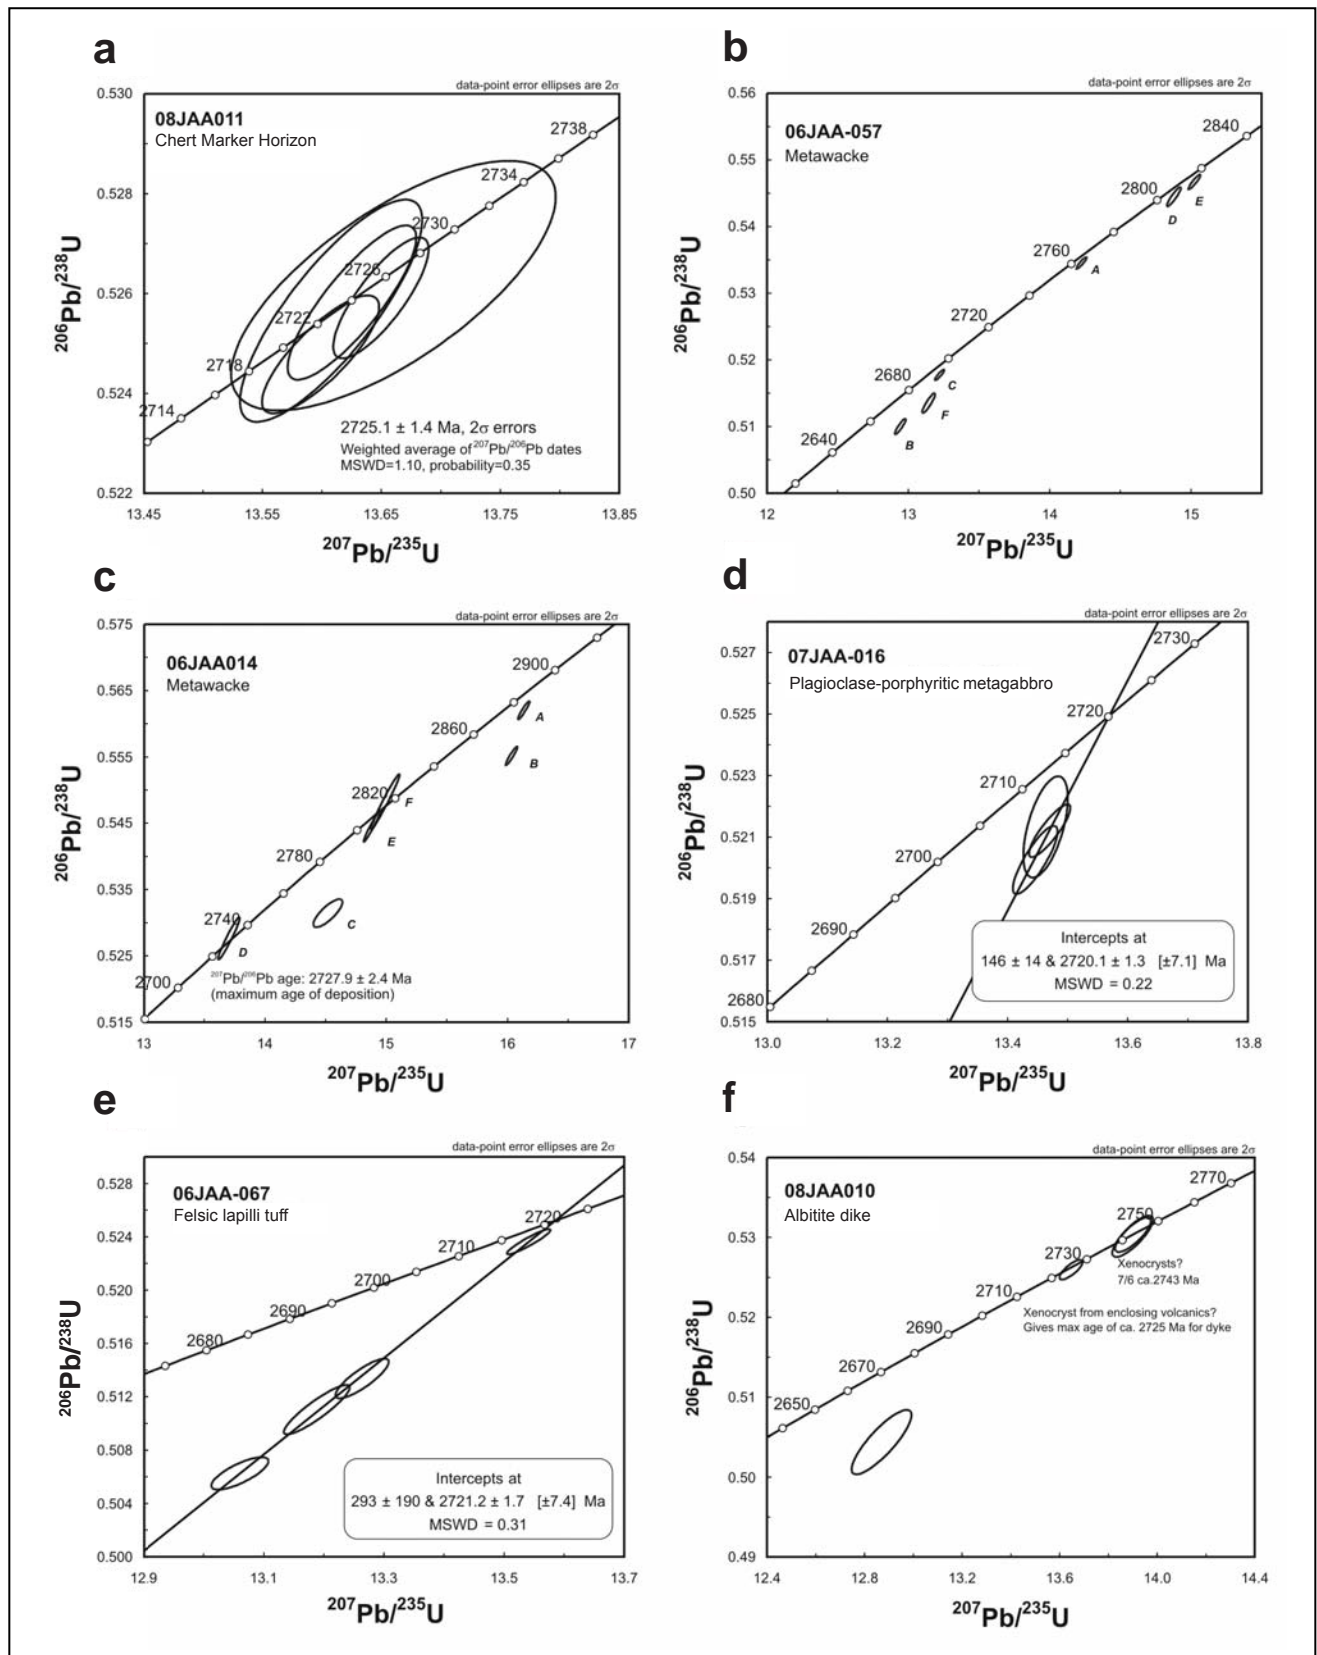 a
data-point error ellipses are 2σ
08JAA011
Chert Marker Horizon
0.530
0.528
0.526
0.524
0.522
2738
2734
2730
2726
2722
2718
2714
2725.1 ± 1.4 Ma, 2σ errors
Weighted average of 207Pb/206Pb dates
MSWD=1.10, probability=0.35
13.45
13.55
13.65
13.75
13.85
206Pb/238U
207Pb/235U
b
data-point error ellipses are 2σ
06JAA-057
Metawacke
0.56
0.55
0.54
0.53
0.52
0.51
0.50
2840
2800
2760
2720
2680
2640
E
D
A
C
F
B
12
13
14
15
206Pb/238U
207Pb/235U
c
data-point error ellipses are 2σ
06JAA014
Metawacke
0.575
0.565
0.555
0.545
0.535
0.525
0.515
2900
2860
2820
2780
2740
2700
A
B
F
E
C
D
207Pb/206Pb age: 2727.9 ± 2.4 Ma
(maximum age of deposition)
13
14
15
16
17
206Pb/238U
207Pb/235U
d
data-point error ellipses are 2σ
07JAA-016
Plagioclase-porphyritic metagabbro
0.527
0.525
0.523
0.521
0.519
0.517
0.515
2730
2720
2710
2700
2690
2680
Intercepts at
146 ± 14 & 2720.1 ± 1.3 [±7.1] Ma
MSWD = 0.22
13.0
13.2
13.4
13.6
13.8
206Pb/238U
207Pb/235U
e
data-point error ellipses are 2σ
06JAA-067
Felsic lapilli tuff
0.528
0.524
0.520
0.516
0.512
0.508
0.504
0.500
2720
2710
2700
2690
2680
Intercepts at
293 ± 190 & 2721.2 ± 1.7 [±7.4] Ma
MSWD = 0.31
12.9
13.1
13.3
13.5
13.7
206Pb/238U
207Pb/235U
f
data-point error ellipses are 2σ
08JAA010
Albitite dike
0.54
0.53
0.52
0.51
0.50
0.49
2770
2750
2730
2710
2690
2670
2650
Xenocrysts?
7/6 ca.2743 Ma
Xenocryst from enclosing volcanics?
Gives max age of ca. 2725 Ma for dyke
12.4
12.8
13.2
13.6
14.0
14.4
206Pb/238U
207Pb/235U